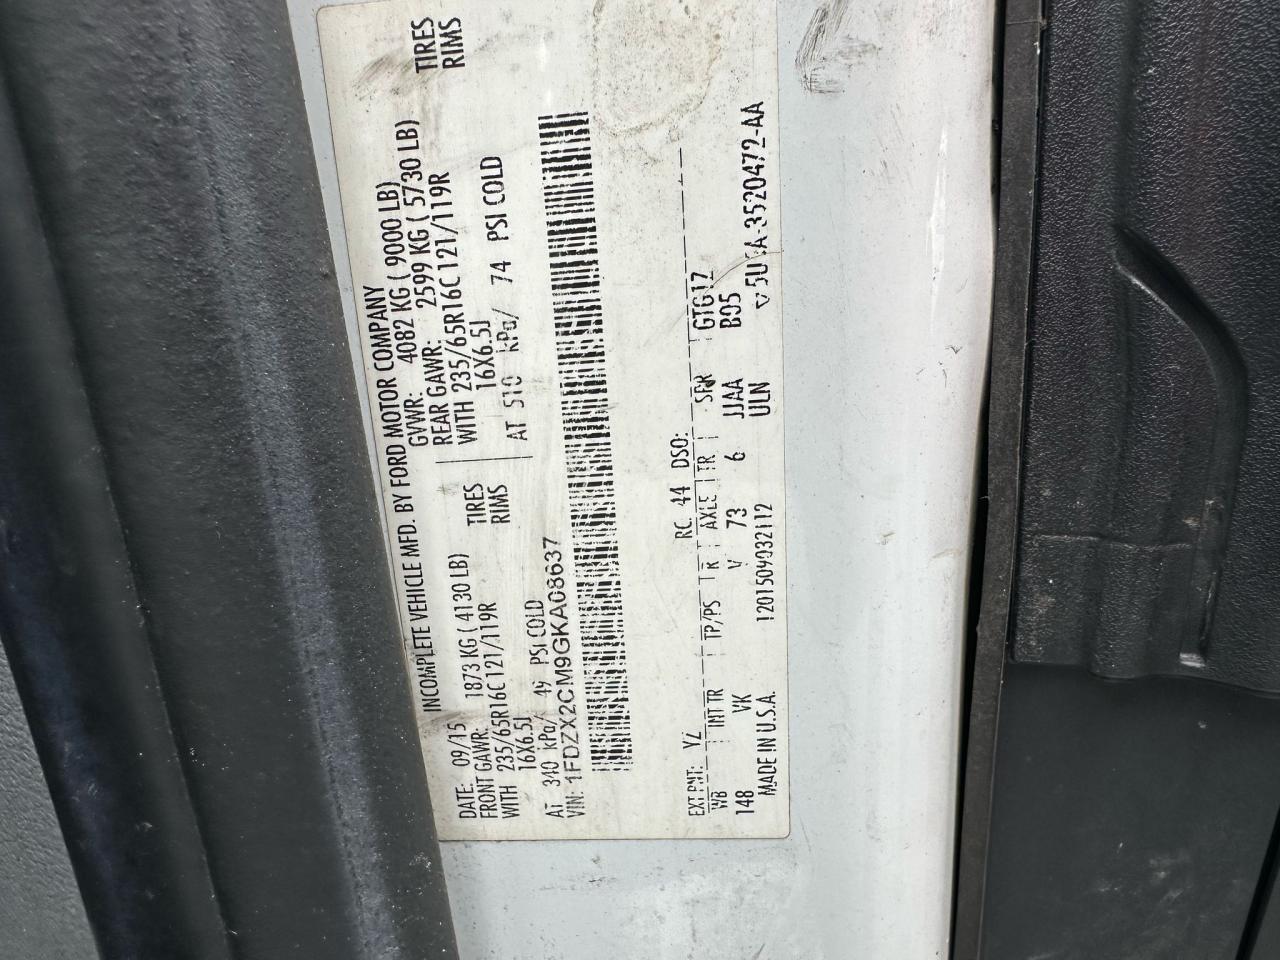 INCOMPLETE VEHICLE MFD. BY FORD MOTOR COMPANY
DATE: 09/15 GVWR: 4082 KG ( 9000 LB)
FRONT GAWR: 1873 KG ( 4130 LB) REAR GAWR: 2599 KG ( 5730 LB)
WITH 235/65R16C 121/119R TIRES WITH 235/65R16C 121/119R TIRES
16X6.5J RIMS 16X6.5J RIMS
AT 340 kPa/ 49 PSI COLD AT 510 kPa/ 74 PSI COLD
VIN: 1FDZX2CM9GKA08637
EXT PNT: YZ RC: 44 DSO:
WB INT TR TP/PS R AXLE TR SPR GTG17
148 VK V 73 6 JJAA B05
MADE IN U.S.A. ULN
3520472-AA